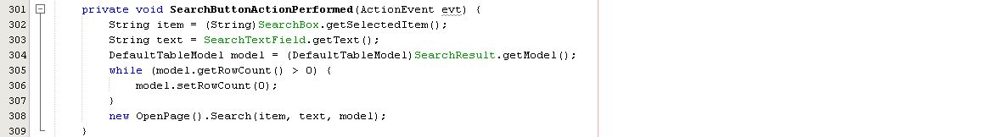 301 private void SearchButtonActionPerformed(ActionEvent evt) {
302 String item = (String)SearchBox.getSelectedItem();
303 String text = SearchTextField.getText();
304 DefaultTableModel model = (DefaultTableModel)SearchResult.getModel();
305 while (model.getRowCount() > 0) {
306 model.setRowCount(0);
307 }
308 new OpenPage().Search(item, text, model);
309 }